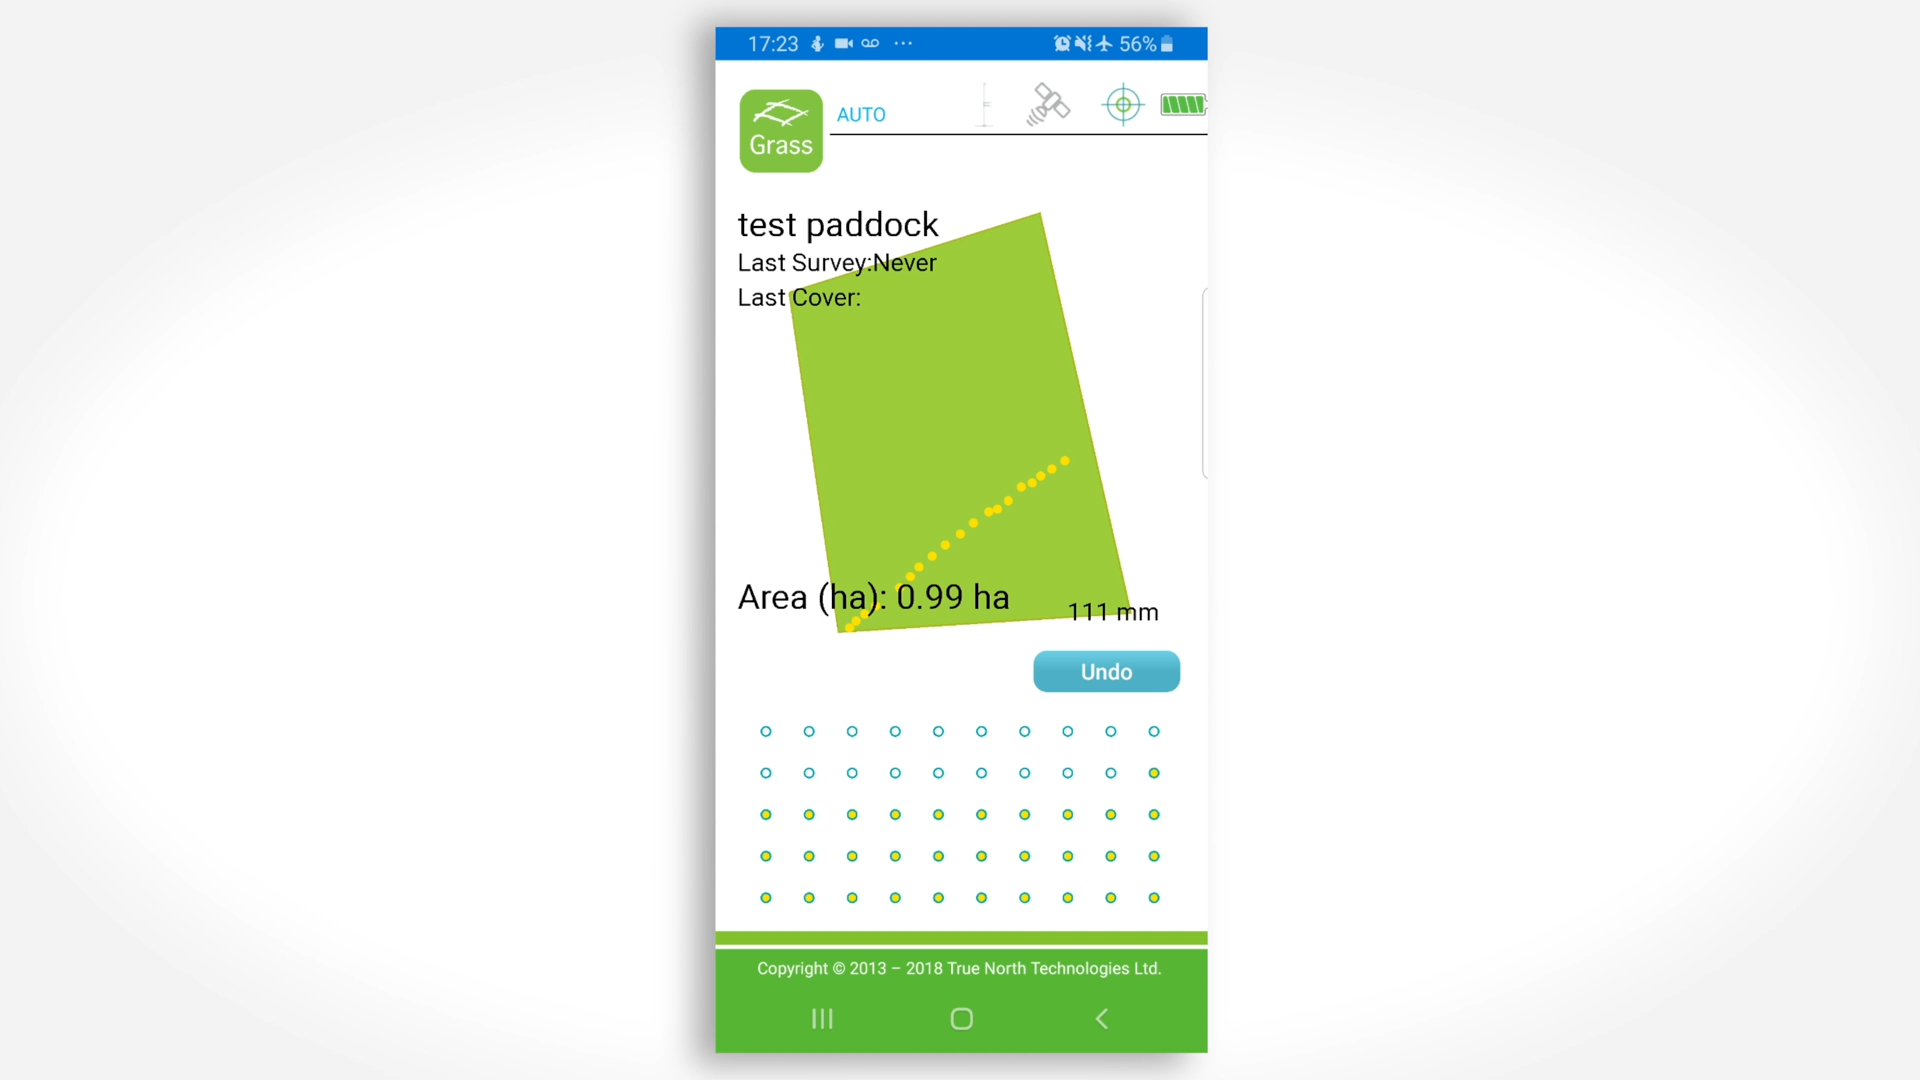 17:23
56%
Grass
AUTO
test paddock
Last Survey:Never
Last Cover:
Area (ha): 0.99 ha
111 mm
Undo
Copyright © 2013 – 2018 True North Technologies Ltd.